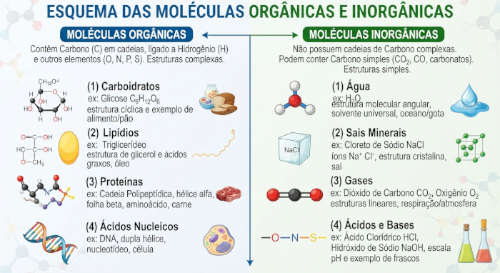 ESQUEMA DAS MOLÉCULAS ORGÂNICAS E INORGÂNICAS
MOLÉCULAS ORGÂNICAS
Contêm Carbono (C) em cadeias, ligado a Hidrogênio (H)
e outros elementos (O, N, P, S). Estruturas complexas.
(1) Carboidratos
ex: Glicose C₆H₁₂O₆
estrutura cíclica e exemplo de
alimento/pão
(2) Lipídios
ex: Triglicerídeo
estrutura de glicerol e ácidos
graxos, óleo
(3) Proteínas
ex: Cadeia Polipeptídica, hélice alfa,
folha beta, aminoácido, carne
(4) Ácidos Nucleicos
ex: DNA, dupla hélice,
nucleotídeo, célula
MOLÉCULAS INORGÂNICAS
Não possuem cadeias de Carbono complexas.
Podem conter Carbono simples (CO₂, CO, carbonatos).
Estruturas simples.
(1) Água
ex: H₂O
estrutura molecular angular,
solvente universal, oceano/gota
(2) Sais Minerais
NaCl
ex: Cloreto de Sódio NaCl
íons Na⁺ Cl⁻, estrutura cristalina,
sal
(3) Gases
ex: Dióxido de Carbono CO₂, Oxigênio O₂
estruturas lineares, respiração/atmosfera
(4) Ácidos e Bases
O N S
ex: Ácido Clorídrico HCl,
Hidróxido de Sódio NaOH, escala
pH e exemplo de frascos